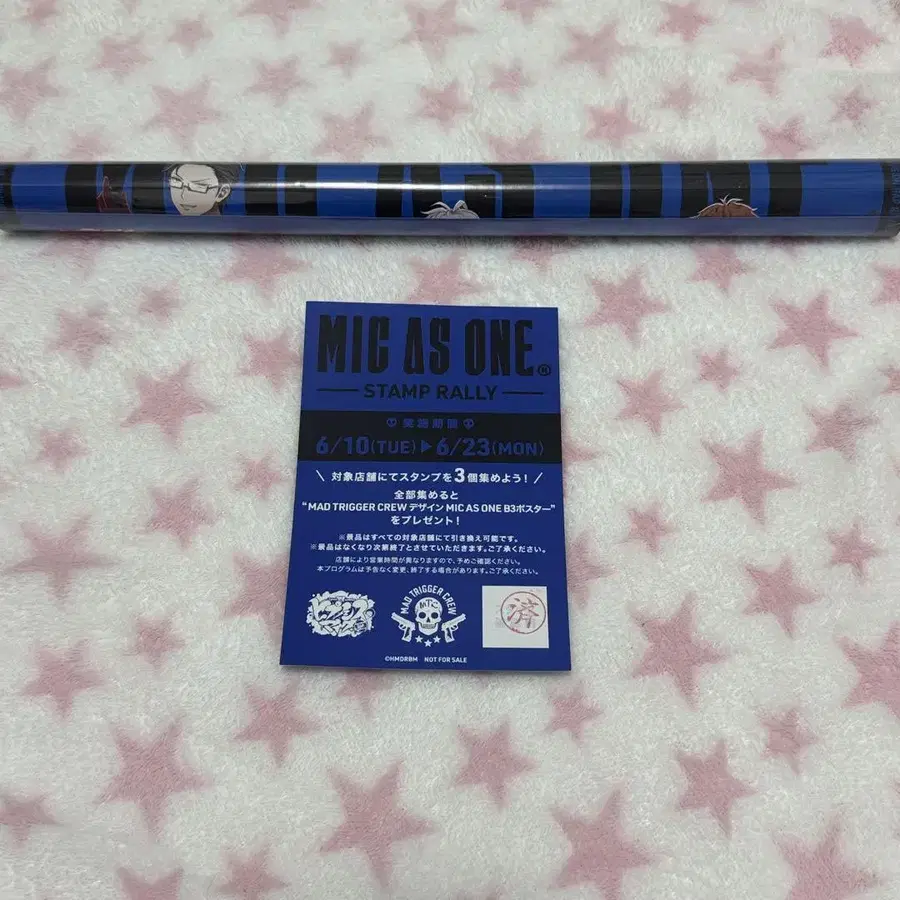 MIC AS ONE
STAMP RALLY
実施期間
6/10(TUE)▶6/23(MON)
\ 対象店舗にてスタンプを3個集めよう! /
全部集めると
"MAD TRIGGER CREW デザイン MIC AS ONE B3ポスター"
をプレゼント!
※景品はすべての対象店舗にて引き換え可能です。
※景品はなくなり次第終了とさせていただきます。ご了承ください。
店舗により営業時間が異なりますので、予めご確認ください。
本プログラムは予告なく変更、終了する場合があります。ご了承ください。
ヒプノシスマイク
MAD TRIGGER CREW
MTC
済
©HMDRBM NOT FOR SALE